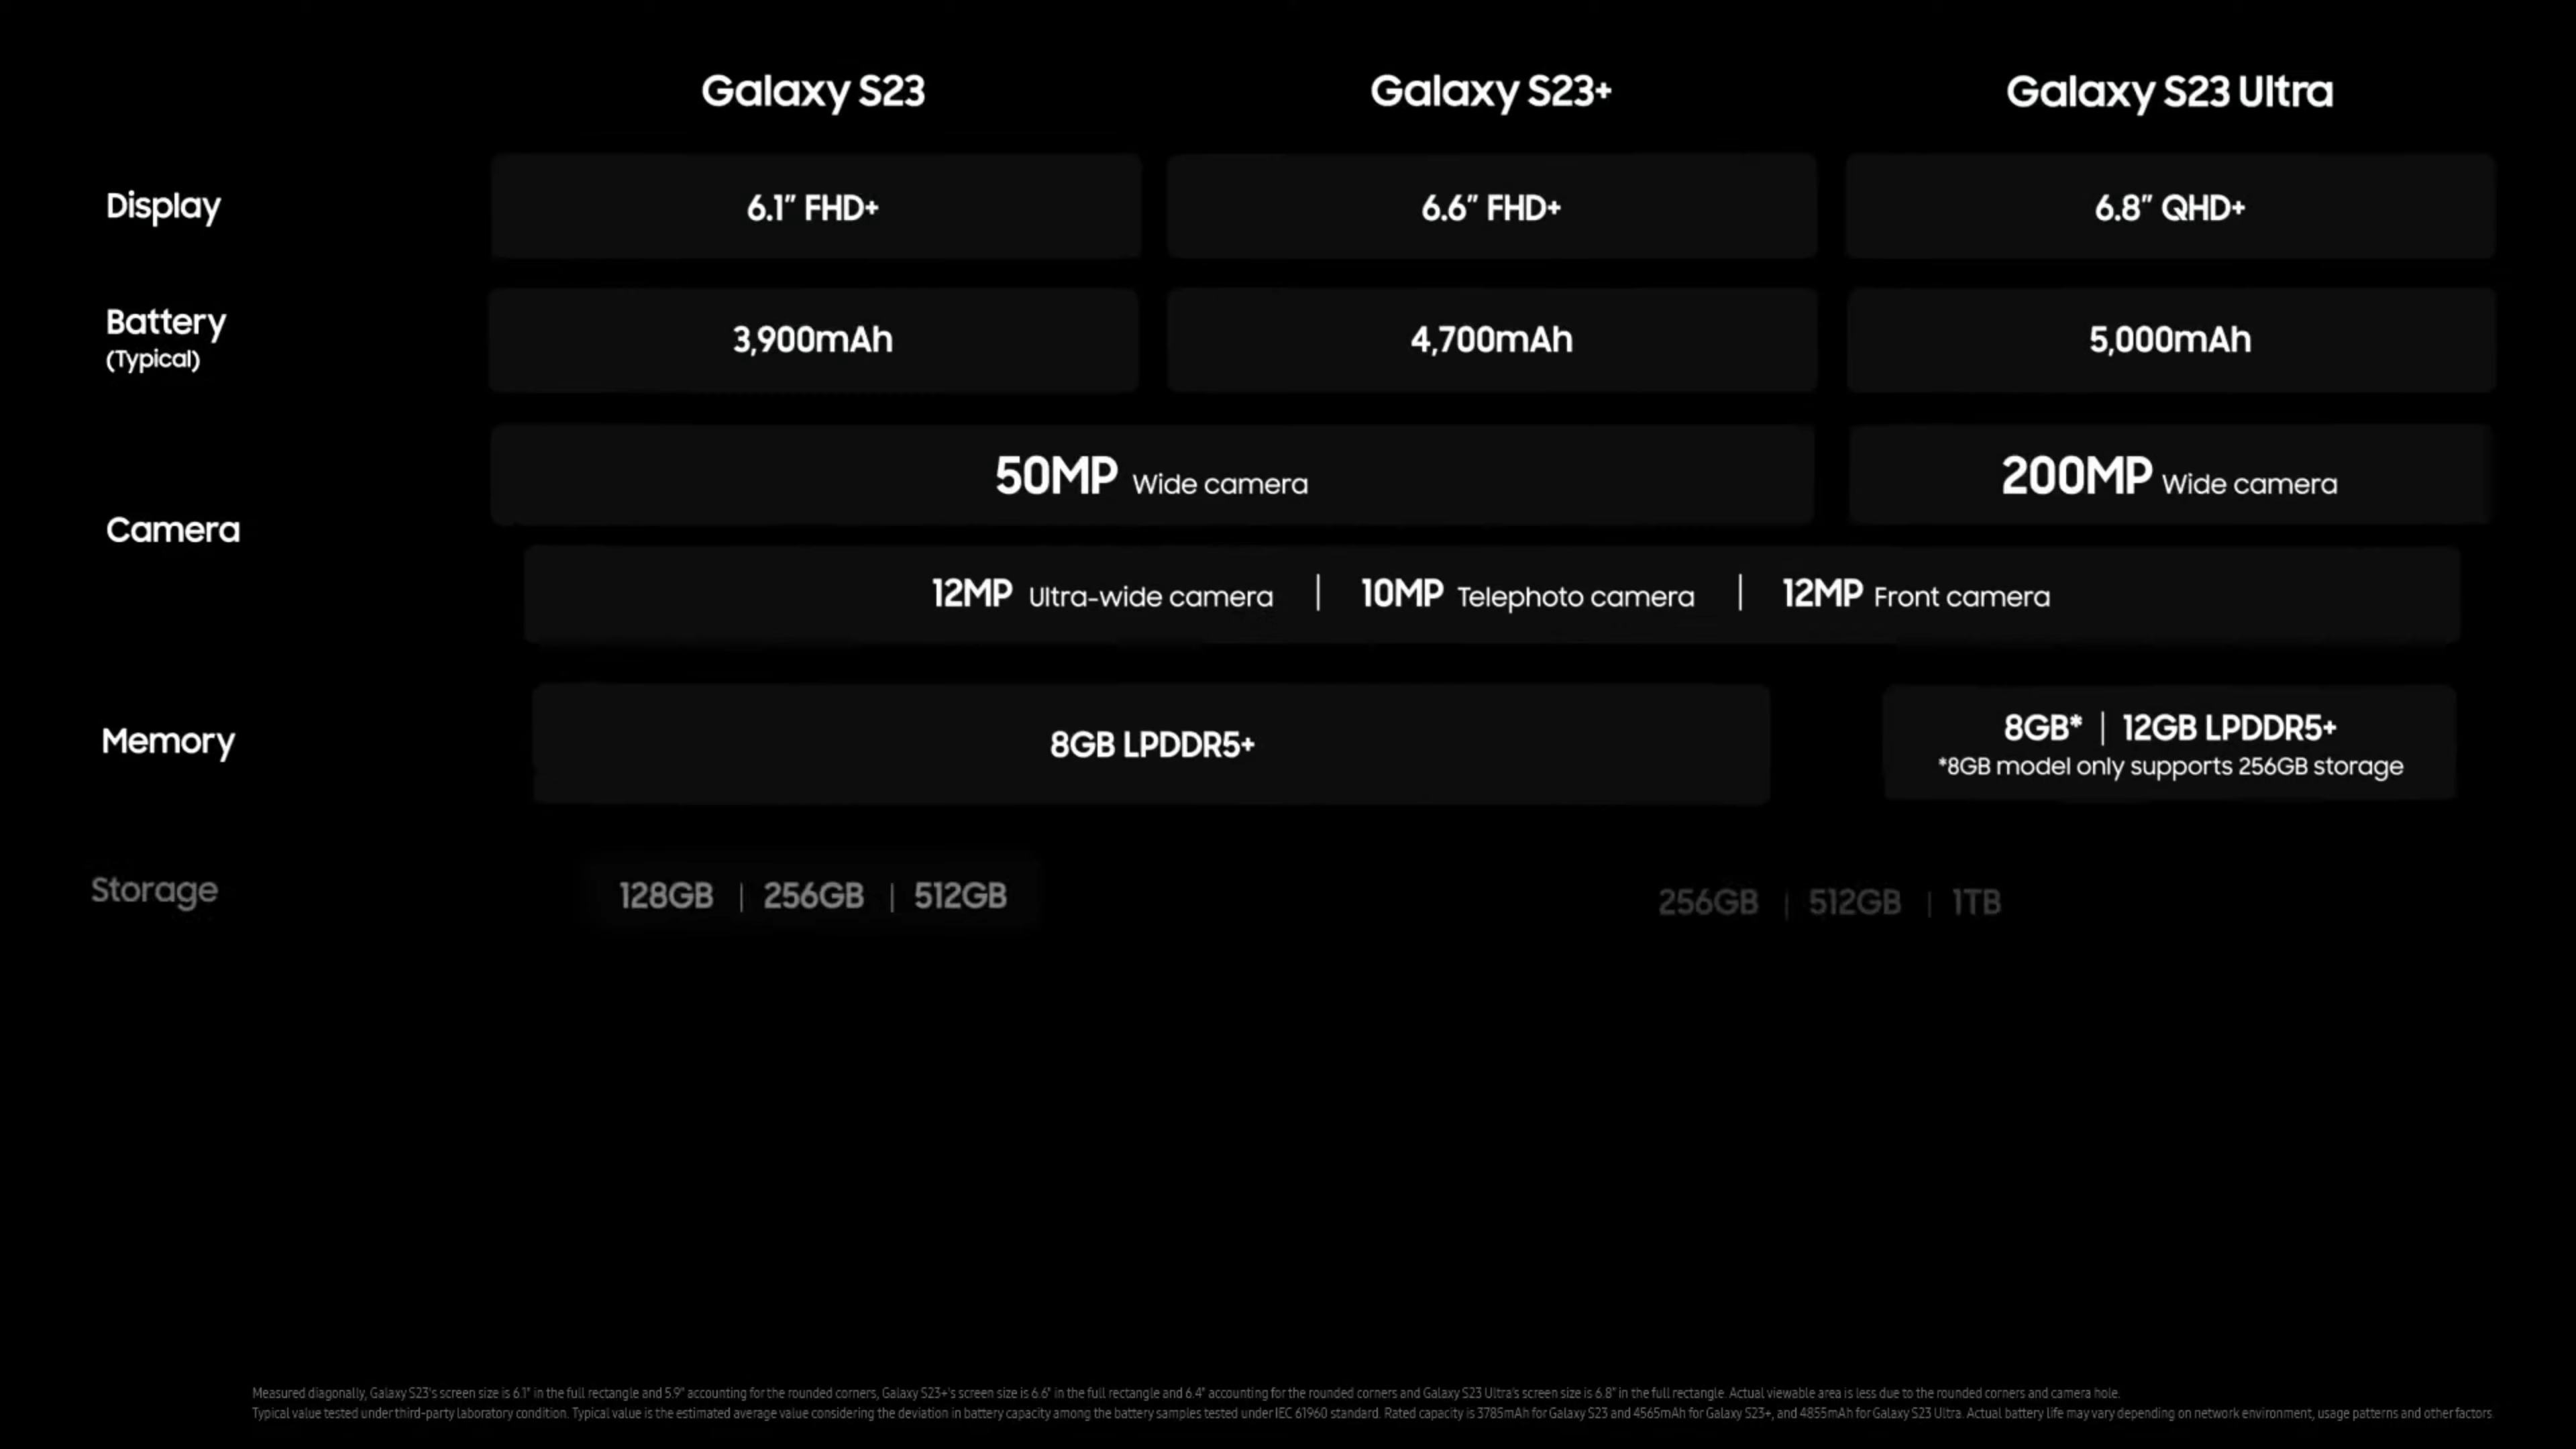 Galaxy S23 Galaxy S23+ Galaxy S23 Ultra
Display 6.1” FHD+ 6.6” FHD+ 6.8” QHD+
Battery
(Typical) 3,900mAh 4,700mAh 5,000mAh
50MP Wide camera 200MP Wide camera
Camera
12MP Ultra-wide camera | 10MP Telephoto camera | 12MP Front camera
8GB* | 12GB LPDDR5+
Memory 8GB LPDDR5+
*8GB model only supports 256GB storage
Storage 128GB | 256GB | 512GB 256GB | 512GB | 1TB
Measured diagonally, Galaxy S23's screen size is 6.1" in the full rectangle and 5.9" accounting for the rounded corners, Galaxy S23+'s screen size is 6.6" in the full rectangle and 6.4" accounting for the rounded corners and Galaxy S23 Ultra's screen size is 6.8" in the full rectangle. Actual viewable area is less due to the rounded corners and camera hole.
Typical value tested under third-party laboratory condition. Typical value is the estimated average value considering the deviation in battery capacity among the battery samples tested under IEC 61960 standard. Rated capacity is 3785mAh for Galaxy S23 and 4565mAh for Galaxy S23+, and 4855mAh for Galaxy S23 Ultra. Actual battery life may vary depending on network environment, usage patterns and other factors.